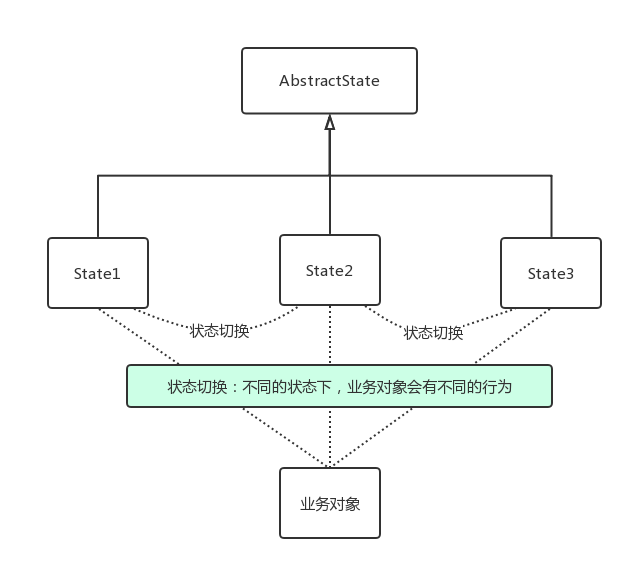 AbstractState
State1
State2
State3
状态切换
状态切换
状态切换：不同的状态下，业务对象会有不同的行为
业务对象